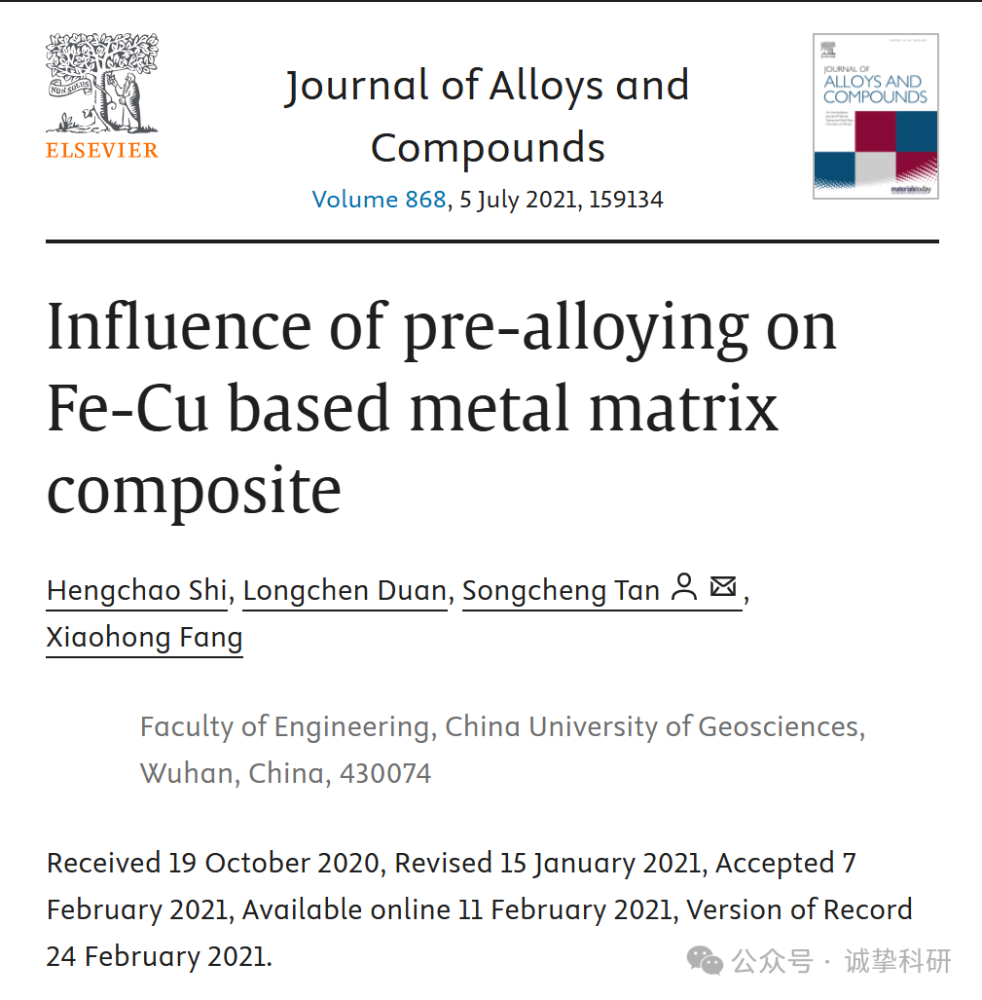 NON SOLUS
ELSEVIER
Journal of Alloys and
Compounds
Volume 868, 5 July 2021, 159134
JOURNAL OF
ALLOYS AND
COMPOUNDS
materialstoday
Influence of pre-alloying on
Fe-Cu based metal matrix
composite
Hengchao Shi, Longchen Duan, Songcheng Tan ,
Xiaohong Fang
Faculty of Engineering, China University of Geosciences,
Wuhan, China, 430074
Received 19 October 2020, Revised 15 January 2021, Accepted 7
February 2021, Available online 11 February 2021, Version of Record
24 February 2021.
公众号 · 诚挚科研